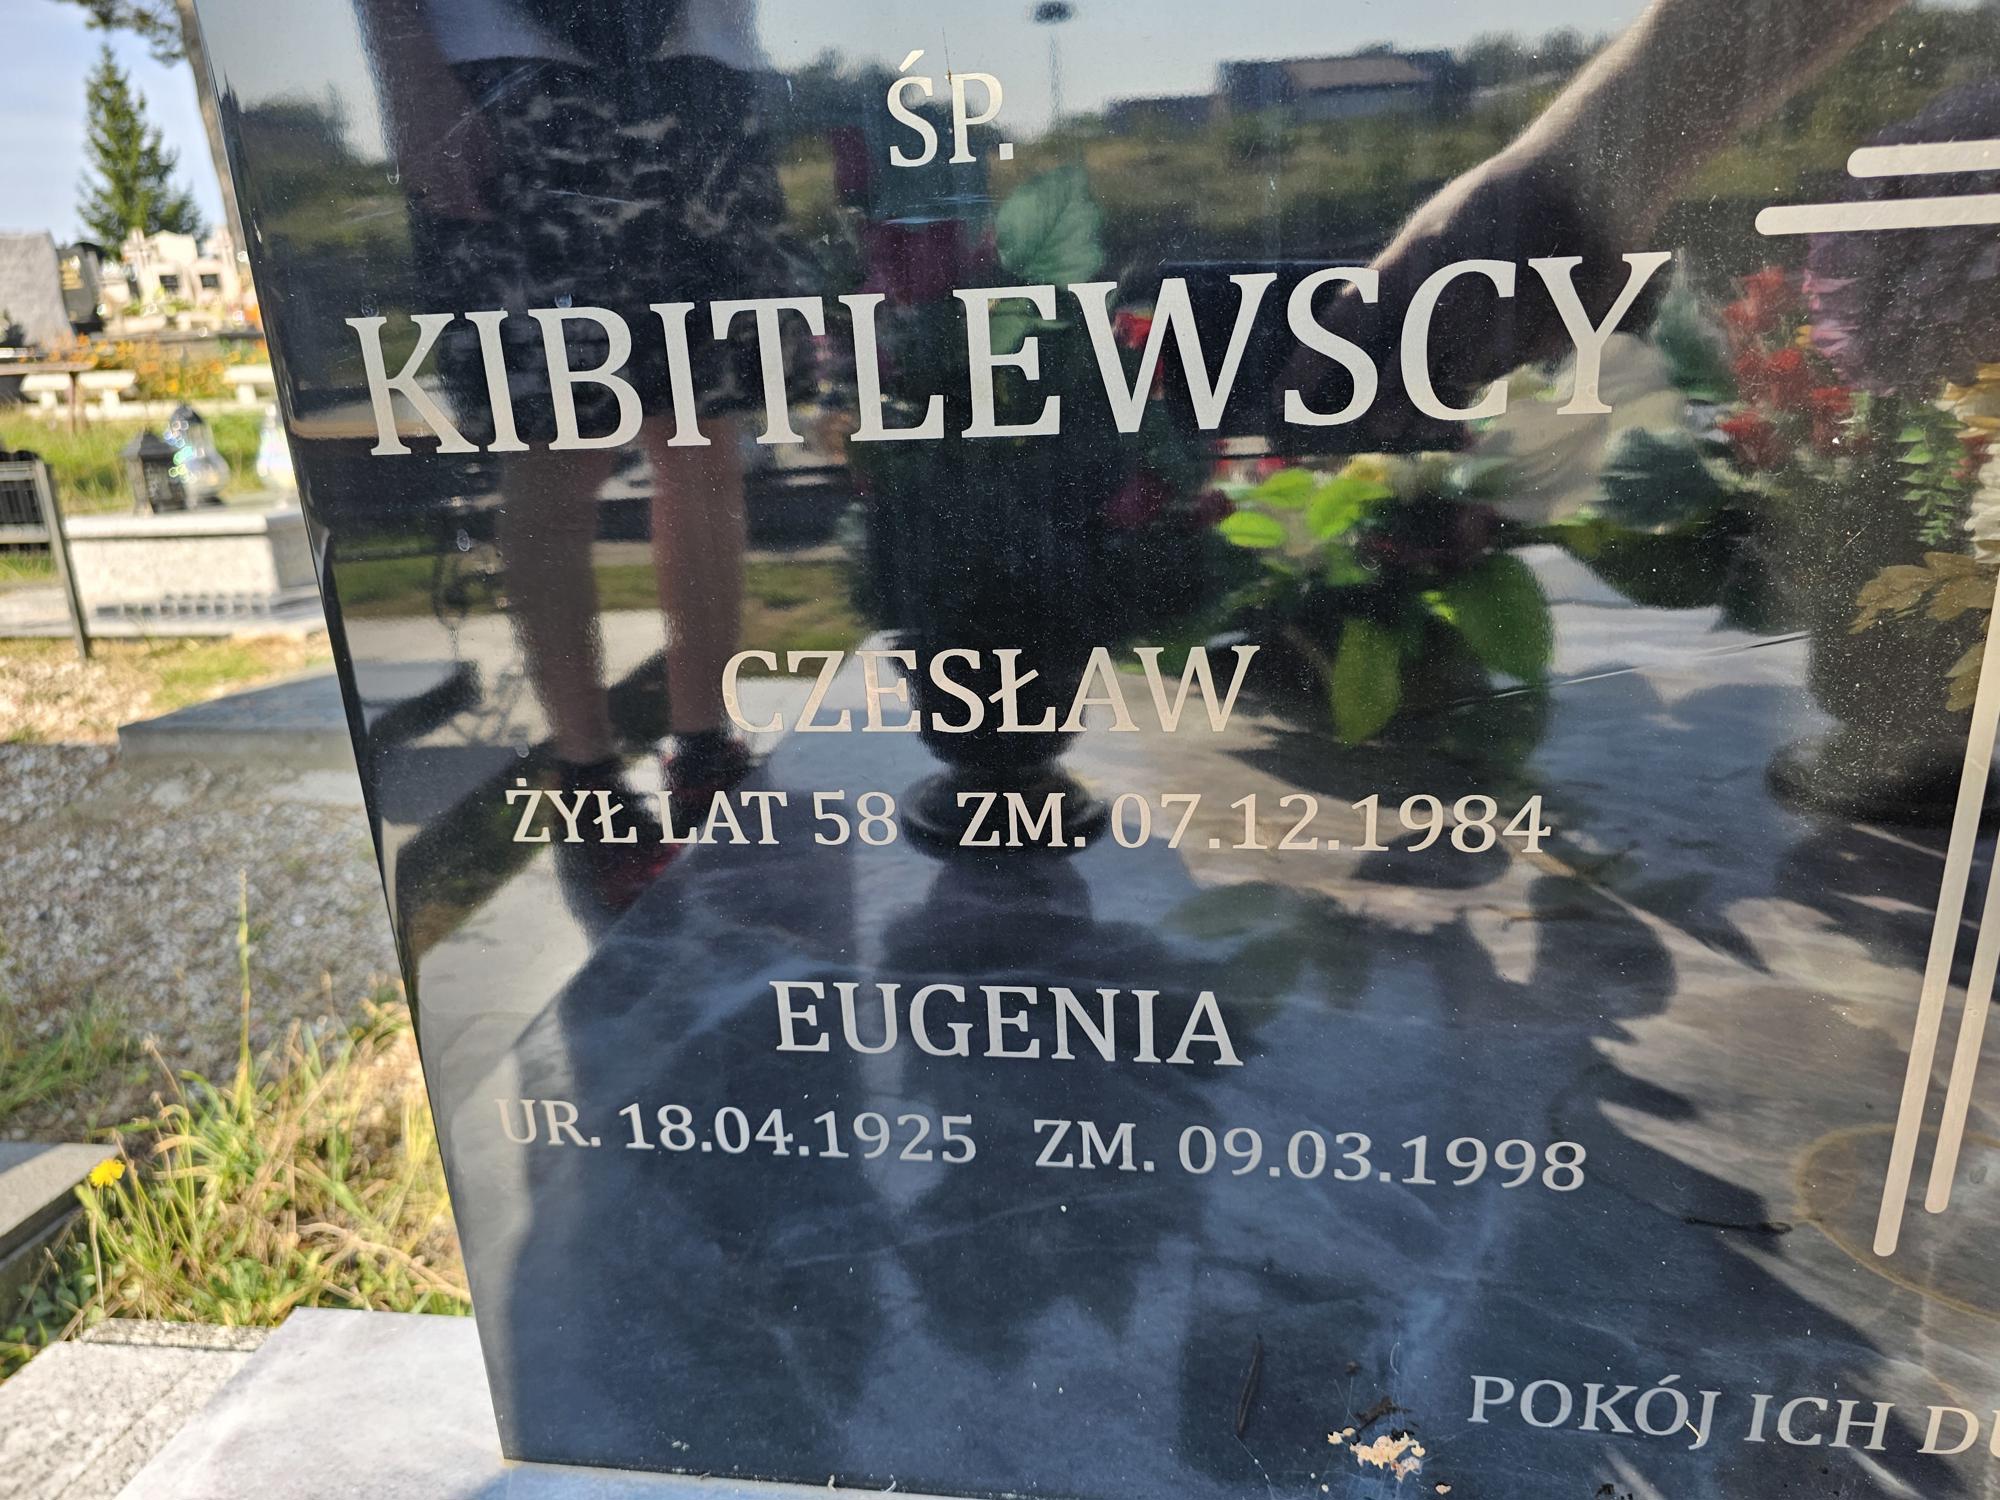 ŚP.
KIBITLEWSCY
CZESŁAW
ŻYŁ LAT 58 ZM. 07.12.1984
EUGENIA
UR. 18.04.1925 ZM. 09.03.1998
POKÓJ ICH